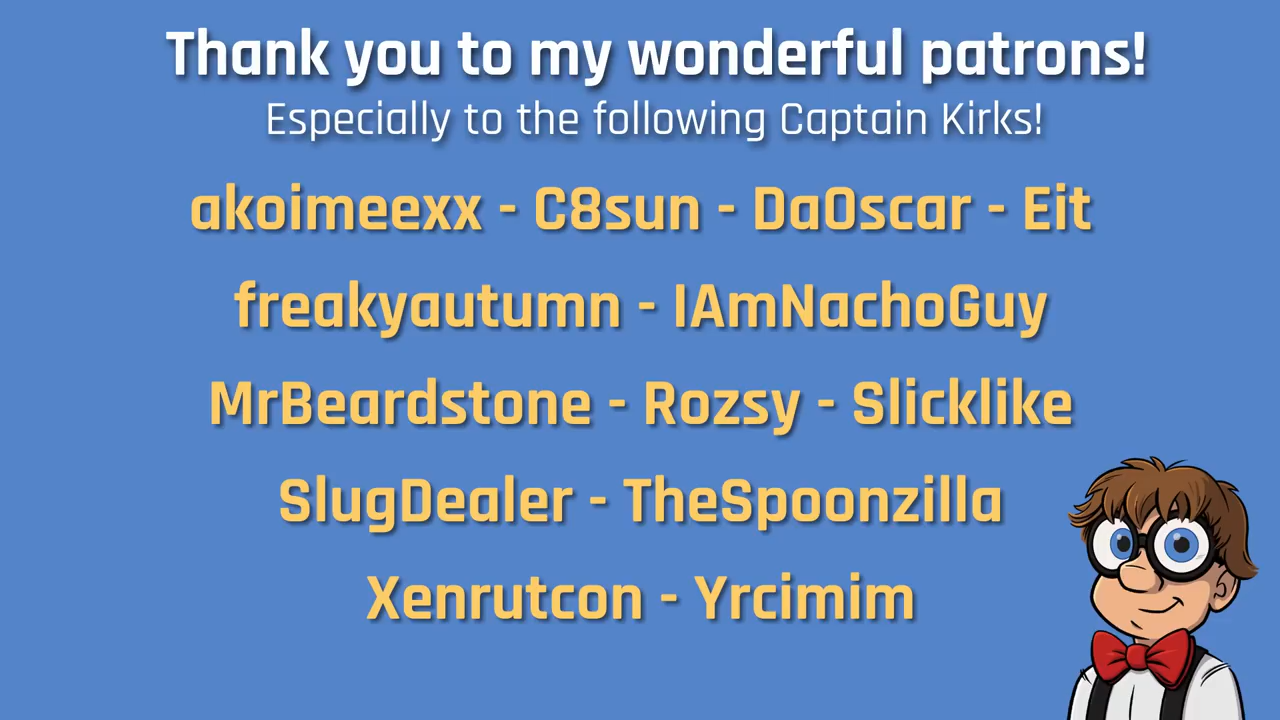 Thank you to my wonderful patrons!
Especially to the following Captain Kirks!
akoimeexx - C8sun - DaOscar - Eit
freakyautumn - IAmNachoGuy
MrBeardstone - Rozsy - Slicklike
SlugDealer - TheSpoonzilla
Xenrutcon - Yrcimim